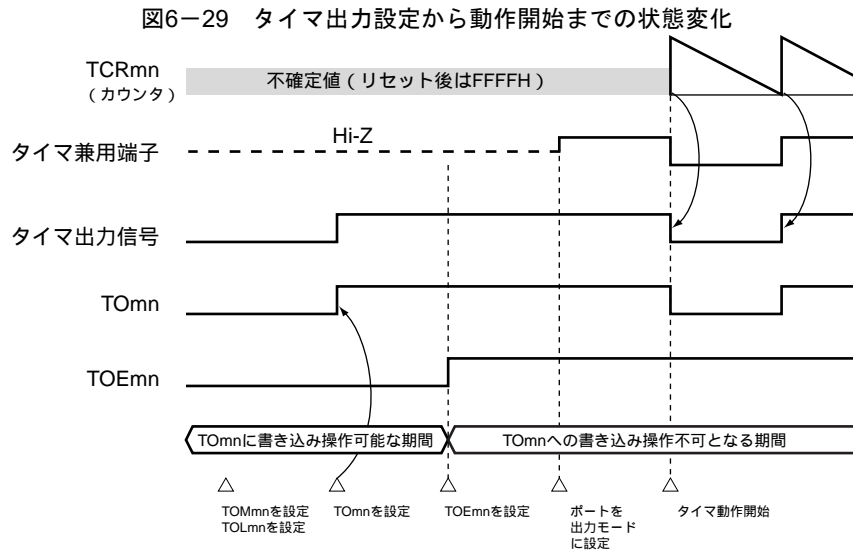 図6-29 タイマ出力設定から動作開始までの状態変化
TCRmn
(カウンタ)
不確定値(リセット後はFFFFH)
Hi-Z
タイマ兼用端子
タイマ出力信号
TOmn
TOEmn
TOmnに書き込み操作可能な期間
TOmnへの書き込み操作不可となる期間
TOMmnを設定
TOLmnを設定
TOmnを設定
TOEmnを設定
ポートを
出力モード
に設定
タイマ動作開始